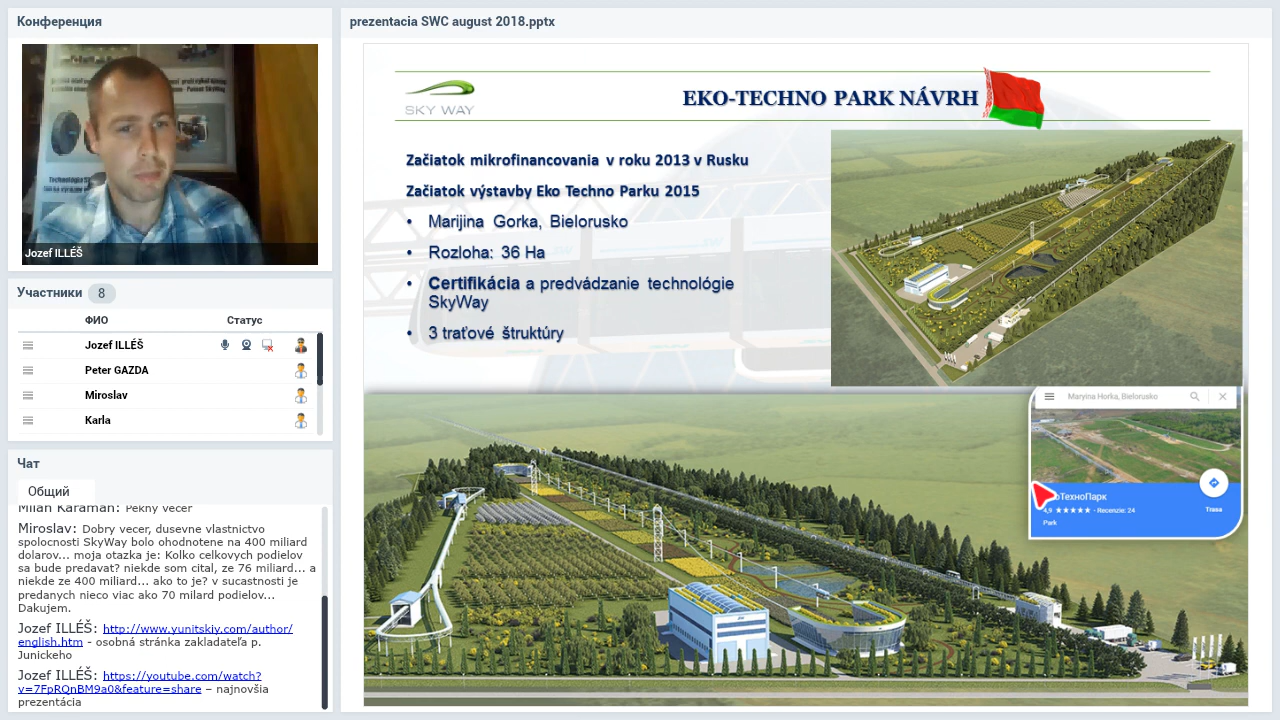 Конференция
Jozef ILLÉŠ
Участники 8
ФИО Статус
Jozef ILLÉŠ
Peter GAZDA
Miroslav
Karla
Чат
Общий
Milan Karaman: Pekny vecer
Miroslav: Dobry vecer, dusevne vlastnictvo
spolocnosti SkyWay bolo ohodnotene na 400 miliard
dolarov... moja otazka je: Kolko celkovych podielov
sa bude predavat? niekde som cital, ze 76 miliard... a
niekde ze 400 miliard... ako to je? v sucastnosti je
predanych nieco viac ako 70 milard podielov...
Dakujem.
Jozef ILLÉŠ: http://www.yunitskiy.com/author/
english.htm - osobná stránka zakladateľa p.
Junickeho
Jozef ILLÉŠ: https://youtube.com/watch?
v=7FpRQnBM9a0&feature=share – najnovšia
prezentácia
prezentacia SWC august 2018.pptx
SKY WAY
EKO-TECHNO PARK NÁVRH
Začiatok mikrofinancovania v roku 2013 v Rusku
Začiatok výstavby Eko Techno Parku 2015
• Marijina Gorka, Bielorusko
• Rozloha: 36 Ha
• Certifikácia a predvádzanie technológie
SkyWay
• 3 traťové štruktúry
Maryina Horka, Bielorusko
4,9 ★★★★★ - Recenzie: 24
Park
Trasa